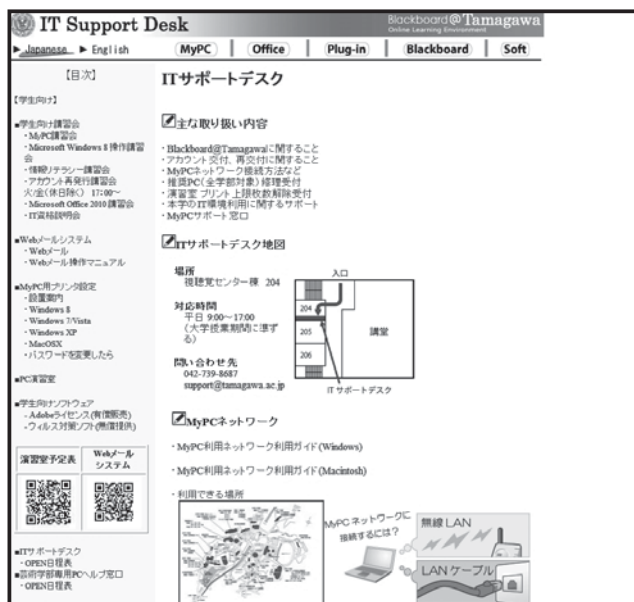 IT Support Desk
Blackboard@Tamagawa
Online Learning Environment
▶ Japanese ▶ English
MyPC
Office
Plug-in
Blackboard
Soft
【目次】
【学生向け】
■学生向け講習会
・MyPC講習会
・Microsoft Windows 8 操作講習
会
・情報リテラシー講習会
・アカウント再発行講習会
火/金(休日除く) 17:00～
・Microsoft Office 2010 講習会
・IT資格説明会
■Webメールシステム
・Webメール
・Webメール操作マニュアル
■MyPC用プリンタ設定
・設置案内
・Windows 8
・Windows 7/Vista
・Windows XP
・MacOSX
・パスワードを変更したら
■PC演習室
■学生向けソフトウェア
・Adobeライセンス(有償販売)
・ウィルス対策ソフト(無償提供)
演習室予定表
Webメール
システム
■ITサポートデスク
・OPEN日程表
■芸術学部専用PCヘルプ窓口
・OPEN日程表
ITサポートデスク
主な取り扱い内容
・Blackboard@Tamagawaに関すること
・アカウント交付、再交付に関すること
・MyPCネットワーク接続方法など
・推奨PC(全学部対象)修理受付
・演習室 プリント上限枚数解除受付
・本学のIT環境利用に関するサポート
・MyPCサポート窓口
ITサポートデスク地図
場所
視聴覚センター棟 204
対応時間
平日 9:00～17:00
(大学授業期間に準ず
る)
問い合わせ先
042-739-8687
support@tamagawa.ac.jp
入口
204
205
206
講堂
ITサポートデスク
MyPCネットワーク
・MyPC利用ネットワーク利用ガイド(Windows)
・MyPC利用ネットワーク利用ガイド(Macintosh)
・利用できる場所
MyPCネットワークに
接続するには？
無線 LAN
LANケーブル